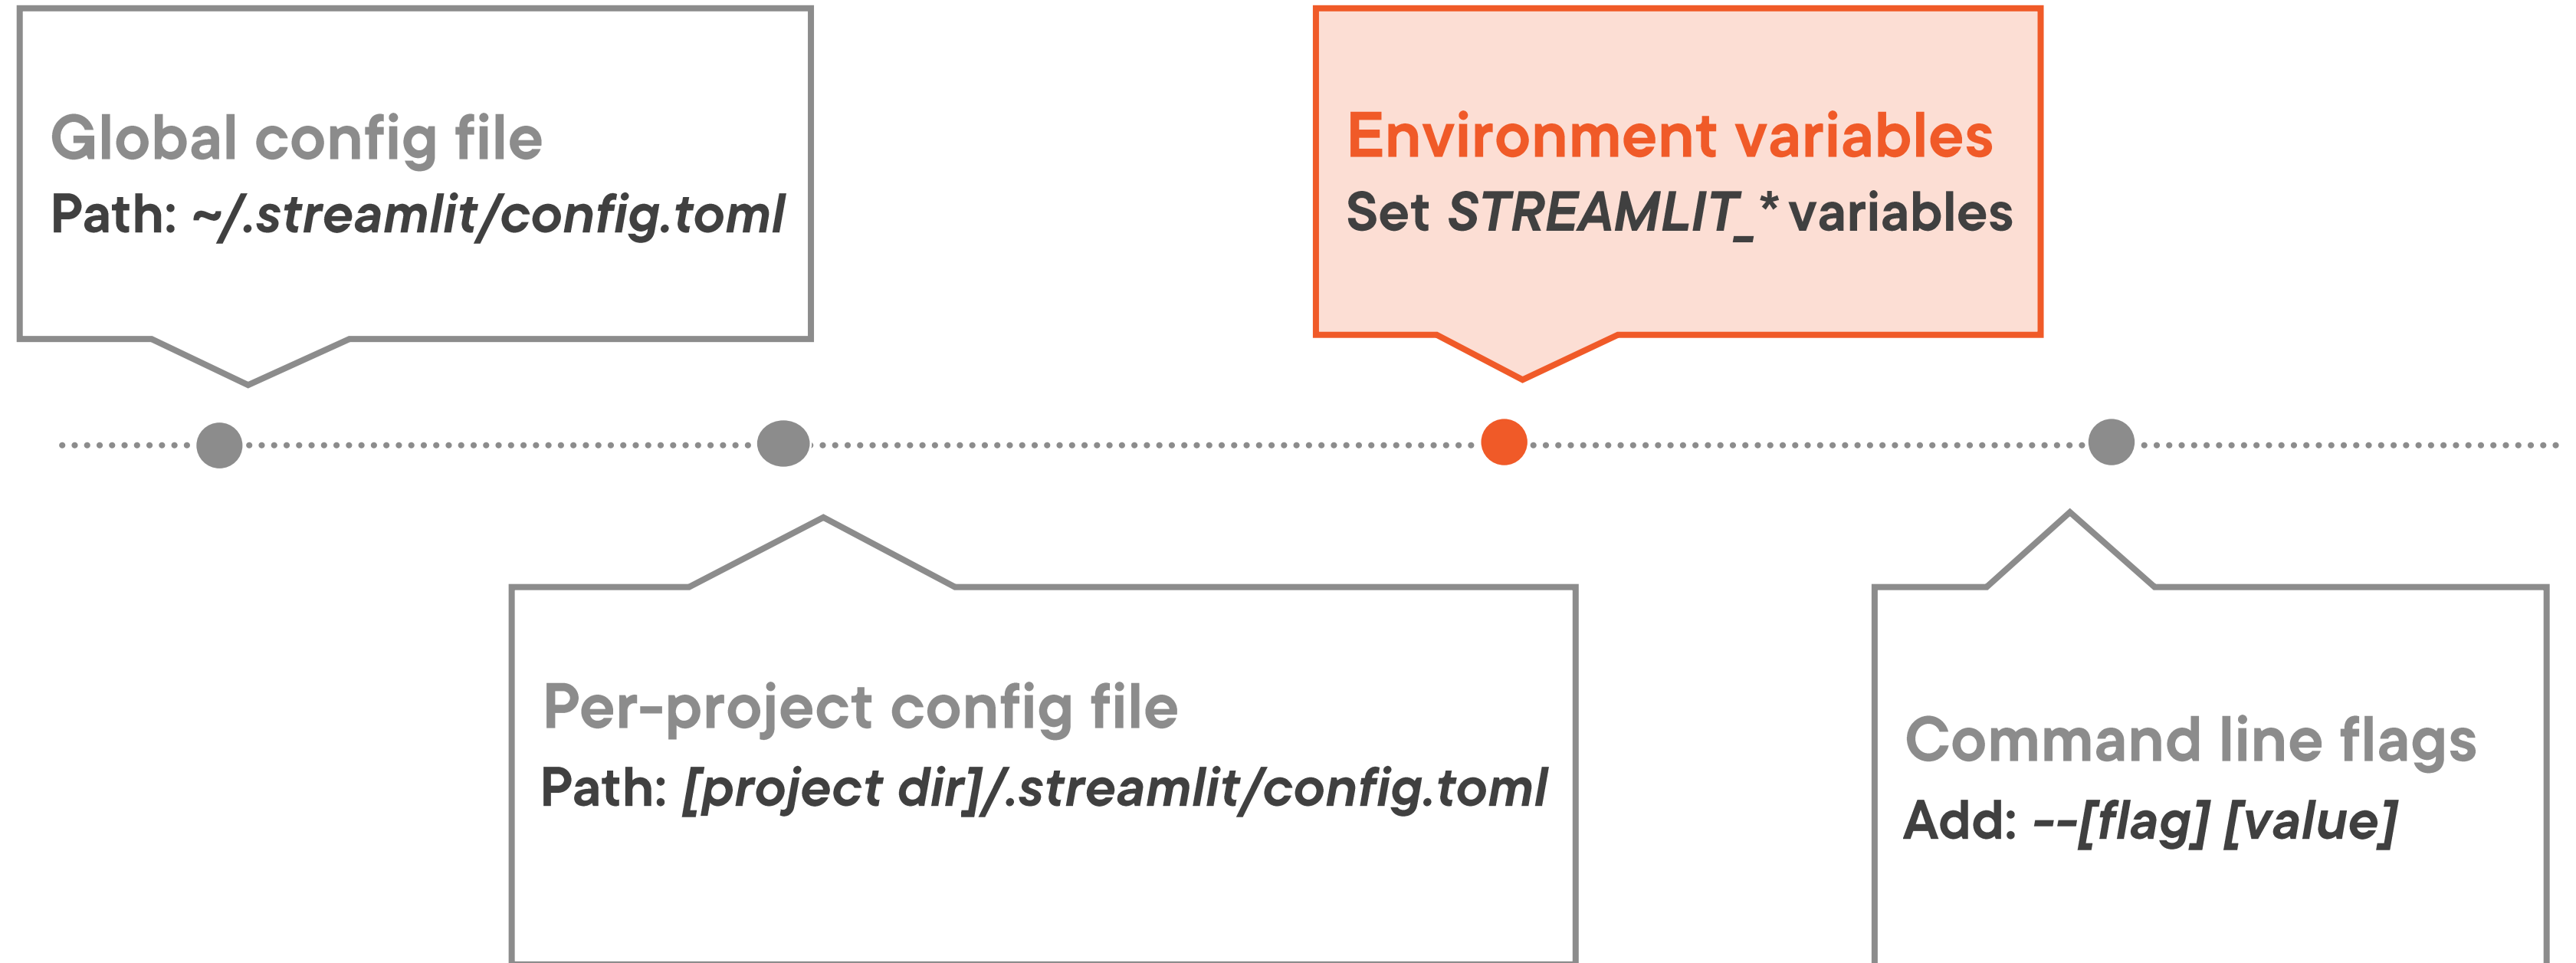 Global config file
Path: ~/.streamlit/config.toml
Environment variables
Set STREAMLIT_* variables
Per-project config file
Path: [project dir]/.streamlit/config.toml
Command line flags
Add: --[flag] [value]